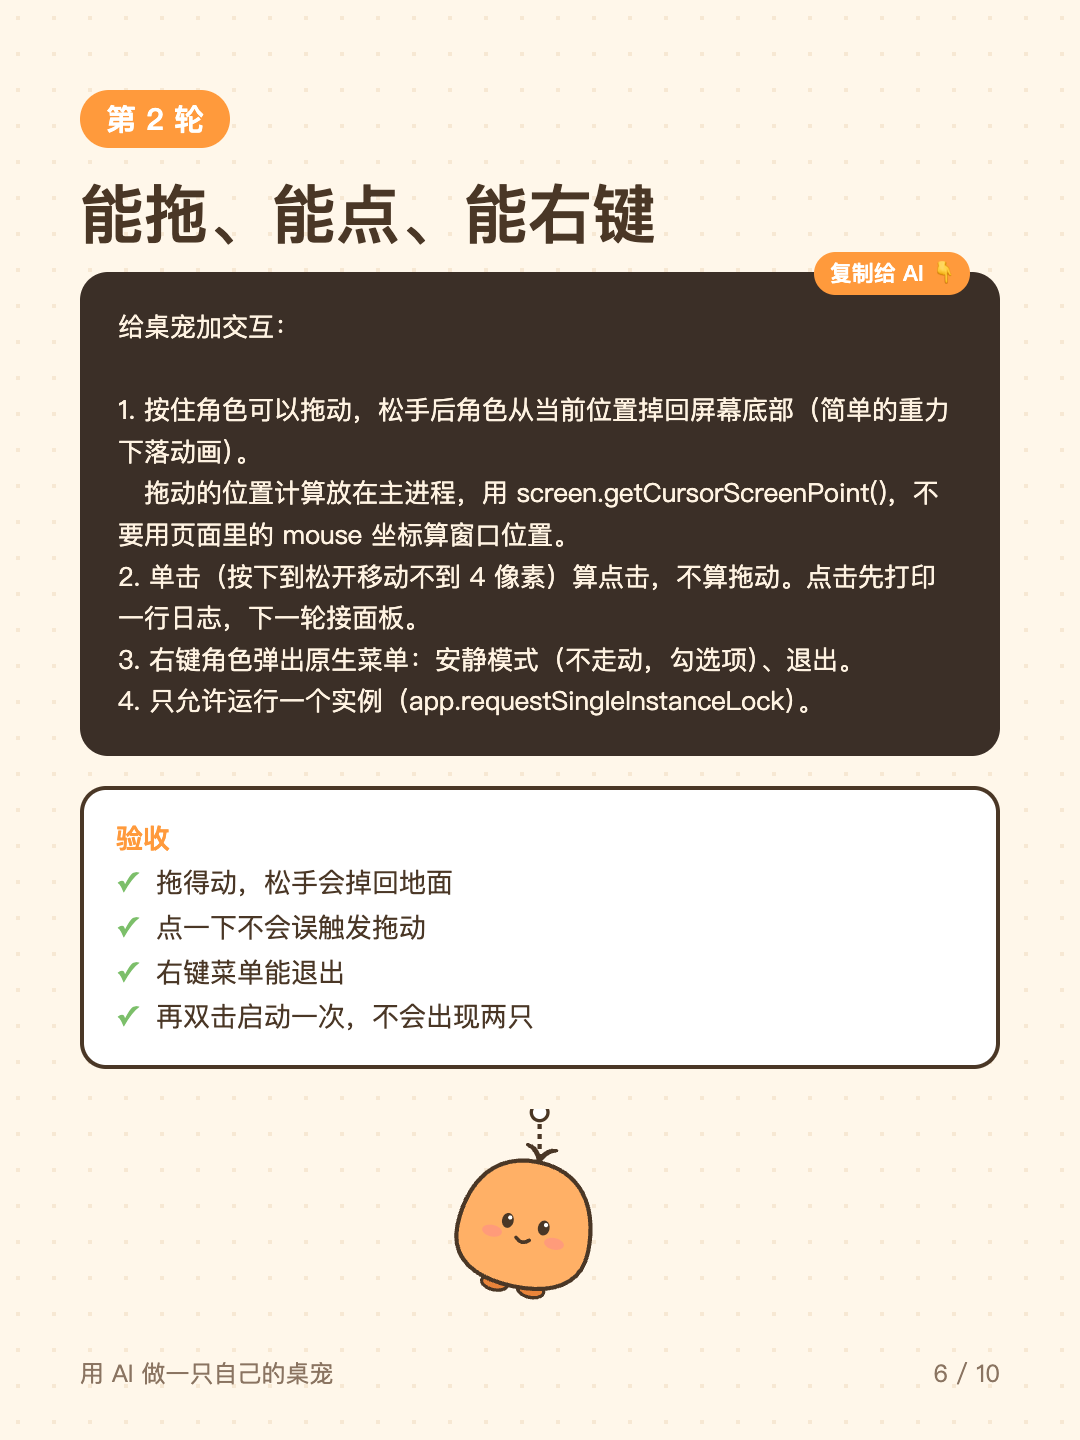 第 2 轮
能拖、能点、能右键
复制给 AI 👇
给桌宠加交互：
1. 按住角色可以拖动，松手后角色从当前位置掉回屏幕底部（简单的重力
下落动画）。
拖动的位置计算放在主进程，用 screen.getCursorScreenPoint()，不
要用页面里的 mouse 坐标算窗口位置。
2. 单击（按下到松开移动不到 4 像素）算点击，不算拖动。点击先打印
一行日志，下一轮接面板。
3. 右键角色弹出原生菜单：安静模式（不走动，勾选项）、退出。
4. 只允许运行一个实例（app.requestSingleInstanceLock）。
验收
✓ 拖得动，松手会掉回地面
✓ 点一下不会误触发拖动
✓ 右键菜单能退出
✓ 再双击启动一次，不会出现两只
用 AI 做一只自己的桌宠
6 / 10